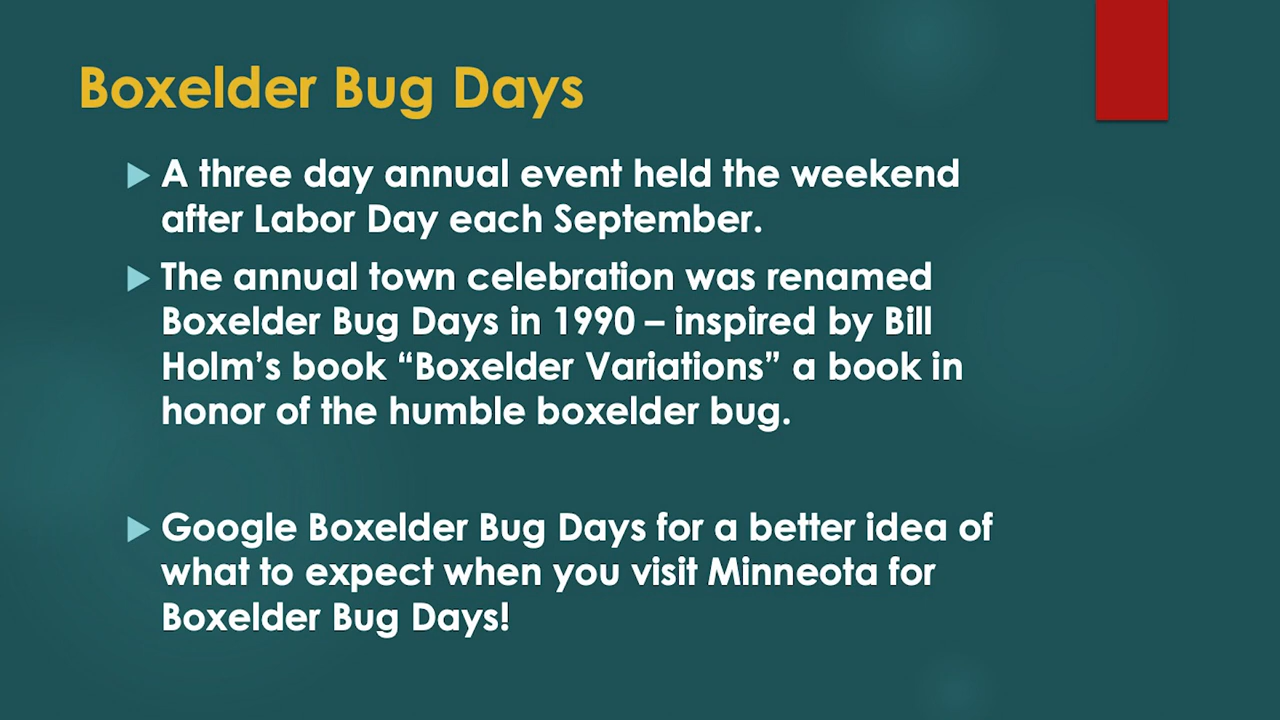 Boxelder Bug Days
A three day annual event held the weekend
after Labor Day each September.
The annual town celebration was renamed
Boxelder Bug Days in 1990 – inspired by Bill
Holm’s book “Boxelder Variations” a book in
honor of the humble boxelder bug.
Google Boxelder Bug Days for a better idea of
what to expect when you visit Minneota for
Boxelder Bug Days!